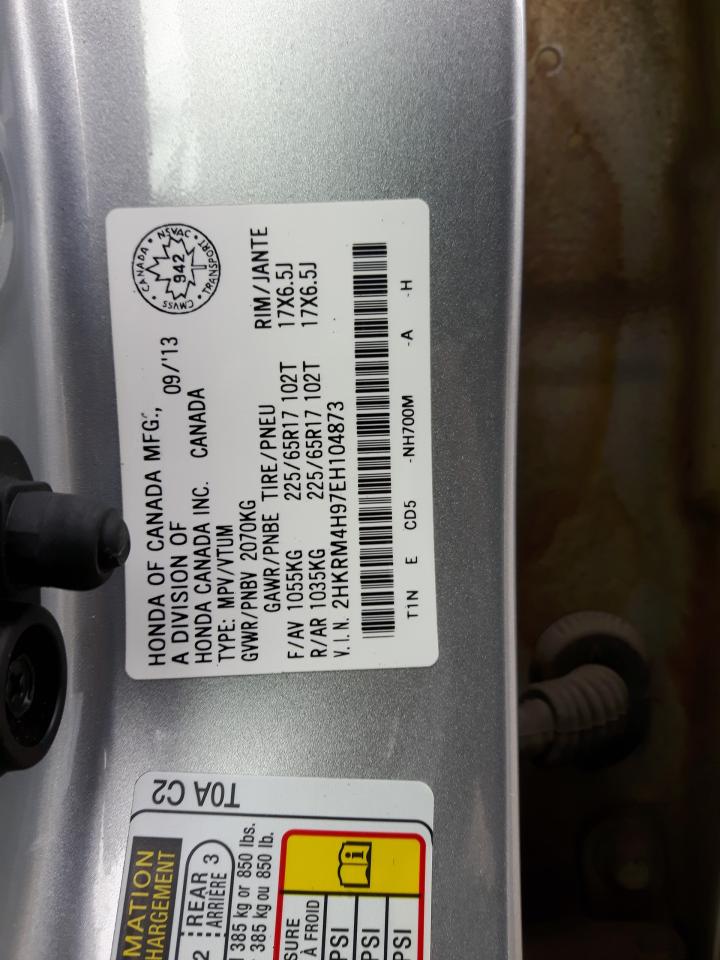 HONDA OF CANADA MFG., 09/'13
A DIVISION OF
HONDA CANADA INC. CANADA
TYPE: MPV/VTUM
GVWR/PNBV 2070KG
GAWR/PNBE TIRE/PNEU RIM/JANTE
F/AV 1055KG 225/65R17 102T 17X6.5J
R/AR 1035KG 225/65R17 102T 17X6.5J
V.I.N. 2HKRM4H97EH104873
T1N E CD5 -NH700M -A -H
CANADA • NSVAC • TRANSPORT • CMVSS
942
T0A C2
MATION
HARGEMENT
2 REAR 3
ARRIÈRE
385 kg or 850 lbs.
385 kg ou 850 lb.
SURE
À FROID
PSI
PSI
PSI